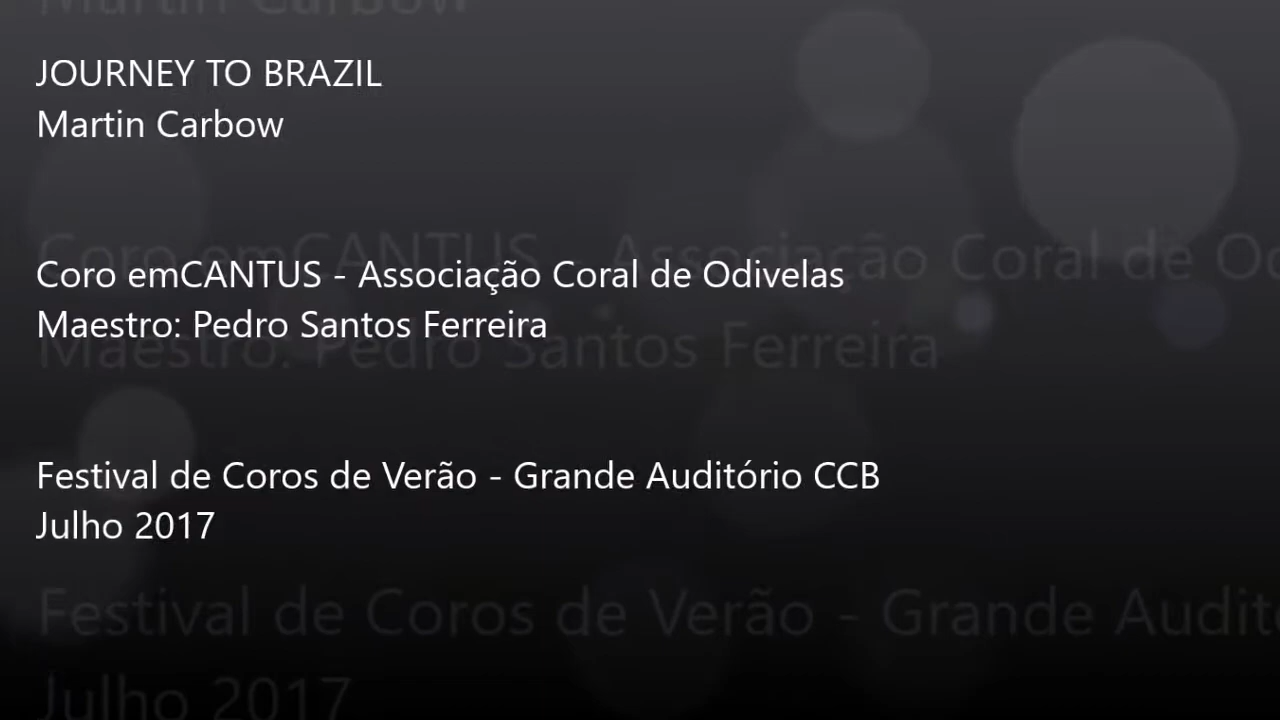 JOURNEY TO BRAZIL
Martin Carbow
Coro emCANTUS - Associação Coral de Odivelas
Maestro: Pedro Santos Ferreira
Festival de Coros de Verão - Grande Auditório CCB
Julho 2017